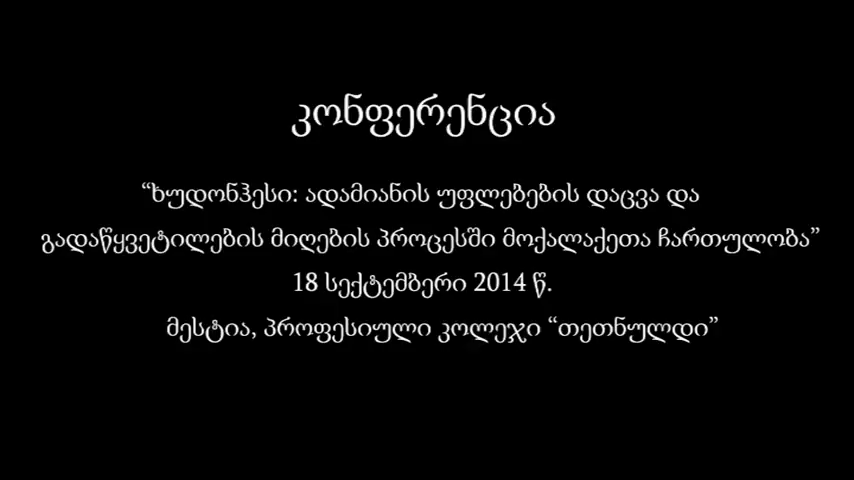 კონფერენცია
“ხუდონჰესი: ადამიანის უფლებების დაცვა და
გადაწყვეტილების მიღების პროცესში მოქალაქეთა ჩართულობა”
18 სექტემბერი 2014 წ.
მესტია, პროფესიული კოლეჯი “თეთნულდი”